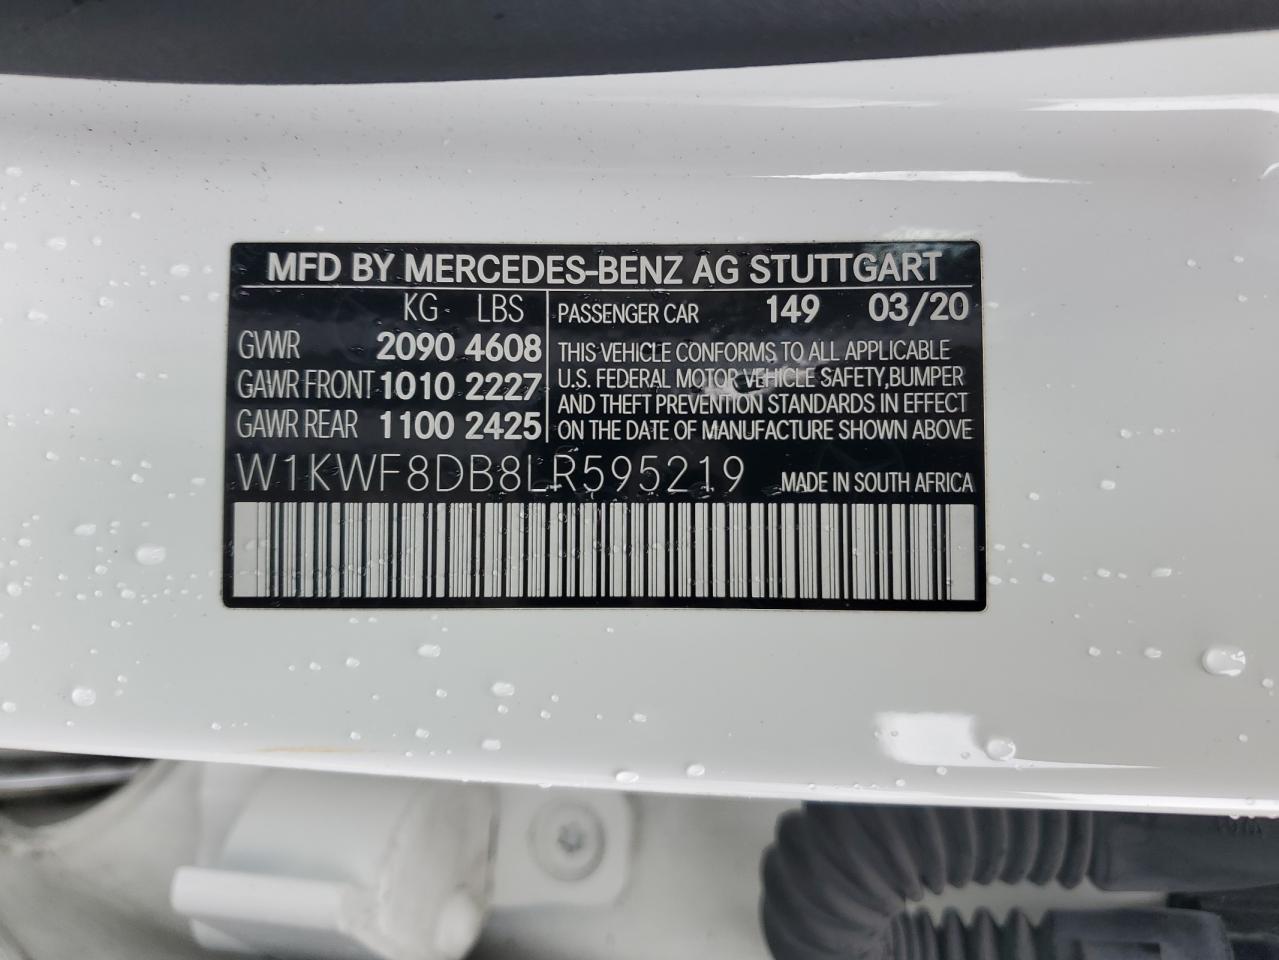 MFD BY MERCEDES-BENZ AG STUTTGART
KG LBS
GVWR 2090 4608
GAWR FRONT 1010 2227
GAWR REAR 1100 2425
PASSENGER CAR 149 03/20
THIS VEHICLE CONFORMS TO ALL APPLICABLE
U.S. FEDERAL MOTOR VEHICLE SAFETY,BUMPER
AND THEFT PREVENTION STANDARDS IN EFFECT
ON THE DATE OF MANUFACTURE SHOWN ABOVE
W1KWF8DB8LR595219 MADE IN SOUTH AFRICA